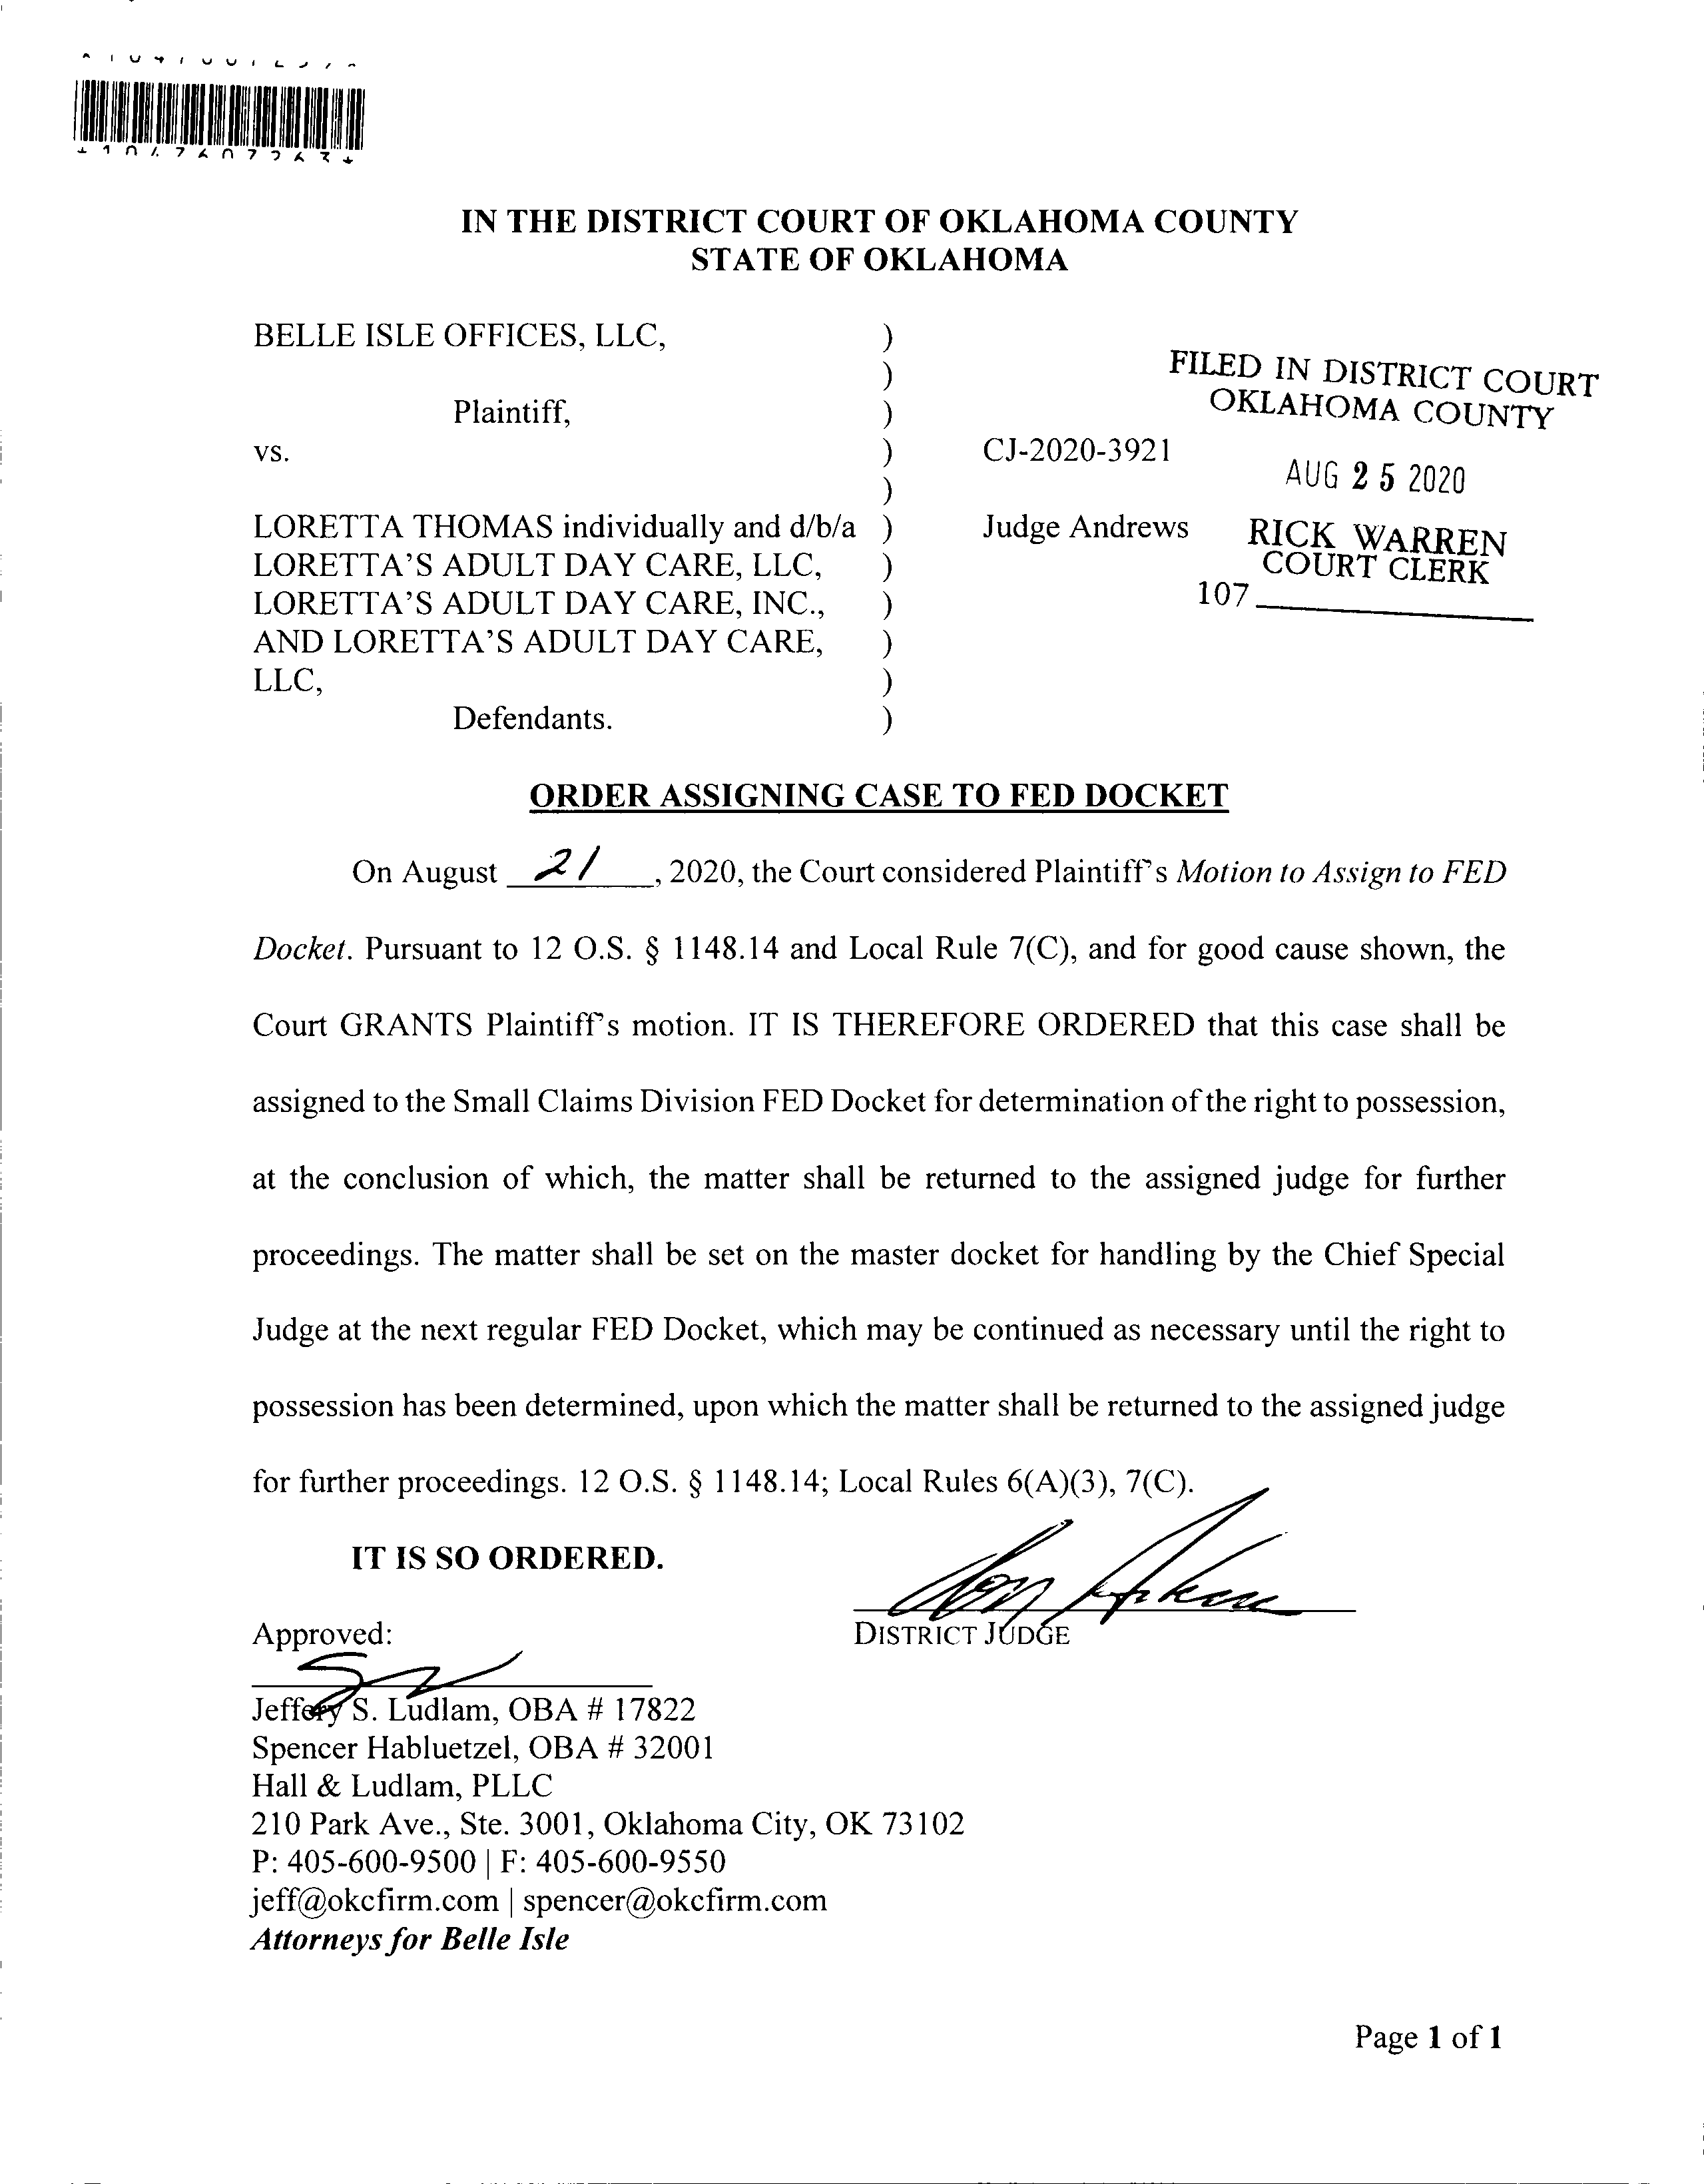 IN THE DISTRICT COURT OF OKLAHOMA COUNTY
STATE OF OKLAHOMA
BELLE ISLE OFFICES, LLC, )
)
Plaintiff, )
vs. ) CJ-2020-3921
)
LORETTA THOMAS individually and d/b/a ) Judge Andrews
LORETTA'S ADULT DAY CARE, LLC, )
LORETTA'S ADULT DAY CARE, INC., )
AND LORETTA'S ADULT DAY CARE, )
LLC, )
Defendants. )
FILED IN DISTRICT COURT
OKLAHOMA COUNTY
AUG 25 2020
RICK WARREN
COURT CLERK
107
ORDER ASSIGNING CASE TO FED DOCKET
On August 21, 2020, the Court considered Plaintiff's Motion to Assign to FED
Docket. Pursuant to 12 O.S. § 1148.14 and Local Rule 7(C), and for good cause shown, the
Court GRANTS Plaintiff's motion. IT IS THEREFORE ORDERED that this case shall be
assigned to the Small Claims Division FED Docket for determination of the right to possession,
at the conclusion of which, the matter shall be returned to the assigned judge for further
proceedings. The matter shall be set on the master docket for handling by the Chief Special
Judge at the next regular FED Docket, which may be continued as necessary until the right to
possession has been determined, upon which the matter shall be returned to the assigned judge
for further proceedings. 12 O.S. § 1148.14; Local Rules 6(A)(3), 7(C).
IT IS SO ORDERED.
DISTRICT JUDGE
Approved:
Jeffery S. Ludlam, OBA # 17822
Spencer Habluetzel, OBA # 32001
Hall & Ludlam, PLLC
210 Park Ave., Ste. 3001, Oklahoma City, OK 73102
P: 405-600-9500 | F: 405-600-9550
jeff@okcfirm.com | spencer@okcfirm.com
Attorneys for Belle Isle
Page 1 of 1